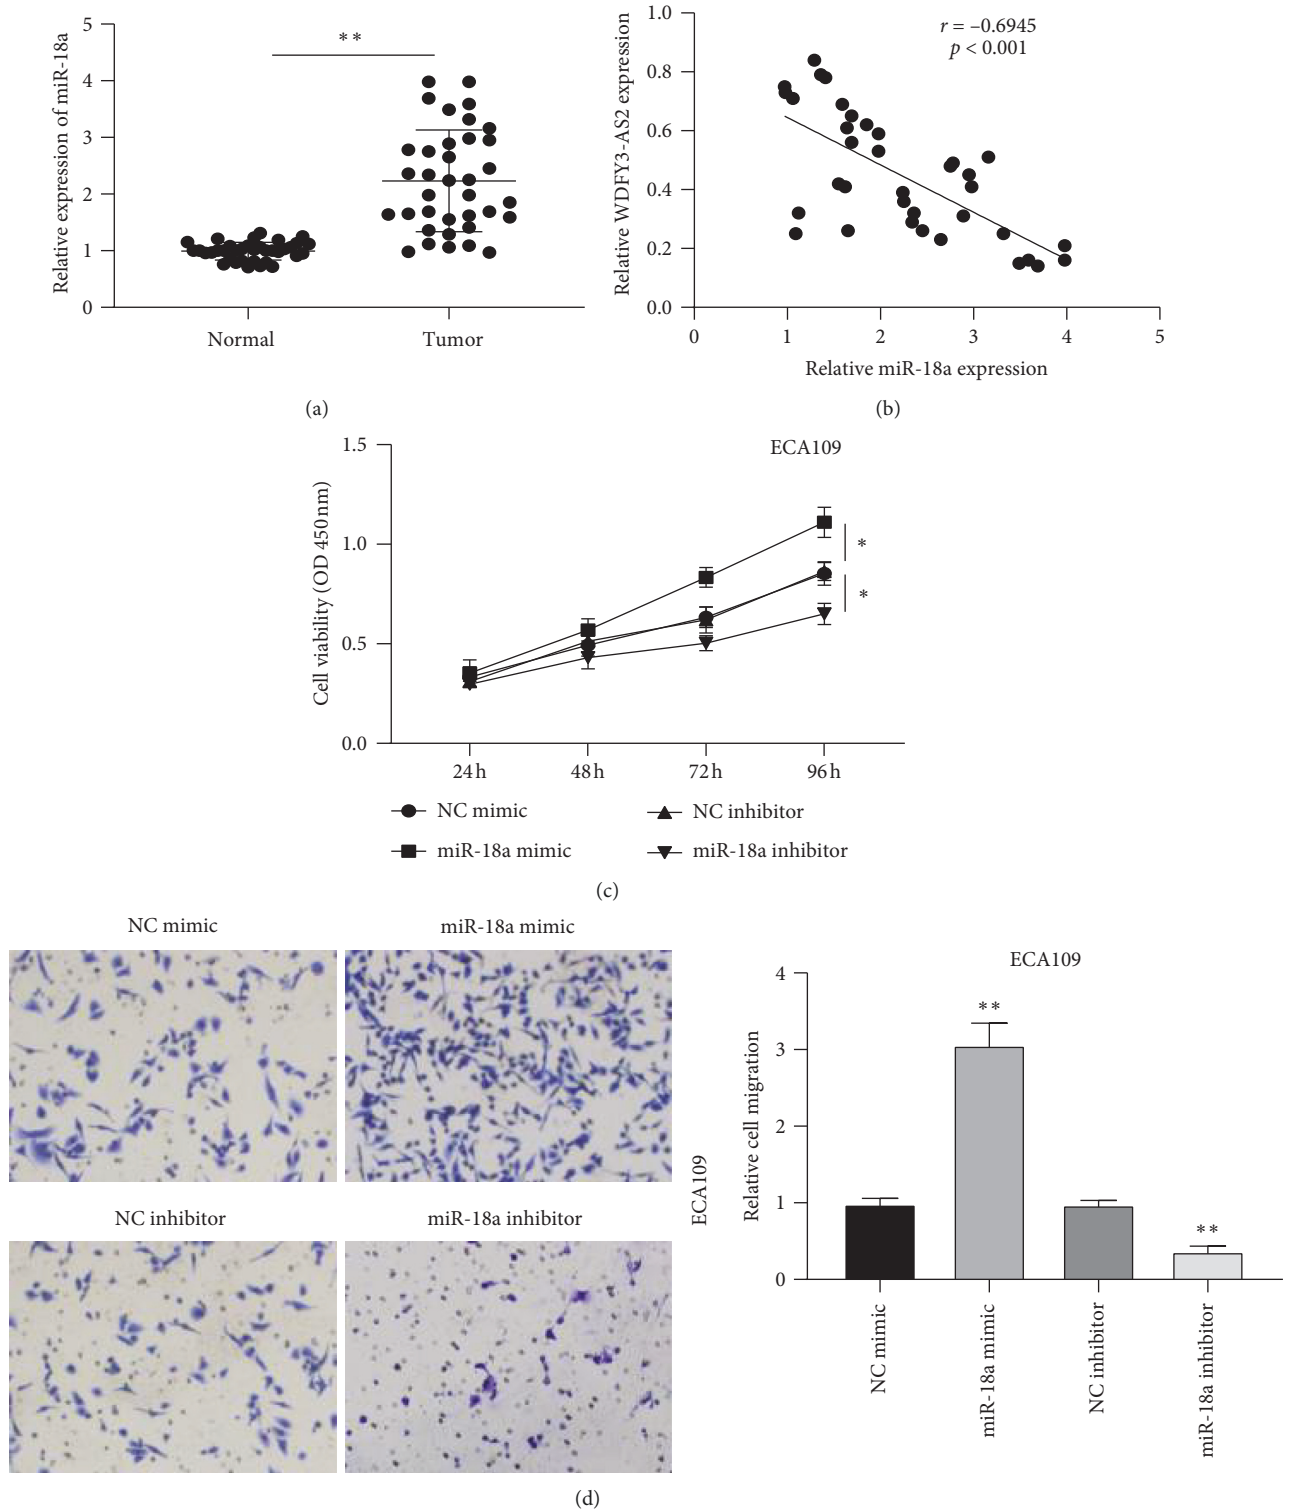 Relative expression of miR-18a
5
4
3
2
1
0
**
Normal
Tumor
(a)
Relative WDFY3-AS2 expression
1.0
0.8
0.6
0.4
0.2
0.0
r = –0.6945
p < 0.001
0
1
2
3
4
5
Relative miR-18a expression
(b)
Cell viability (OD 450 nm)
1.5
1.0
0.5
0.0
ECA109
*
*
24 h
48 h
72 h
96 h
NC mimic
NC inhibitor
miR-18a mimic
miR-18a inhibitor
(c)
NC mimic
miR-18a mimic
NC inhibitor
miR-18a inhibitor
ECA109
ECA109
Relative cell migration
4
3
2
1
0
**
**
NC mimic
miR-18a mimic
NC inhibitor
miR-18a inhibitor
(d)